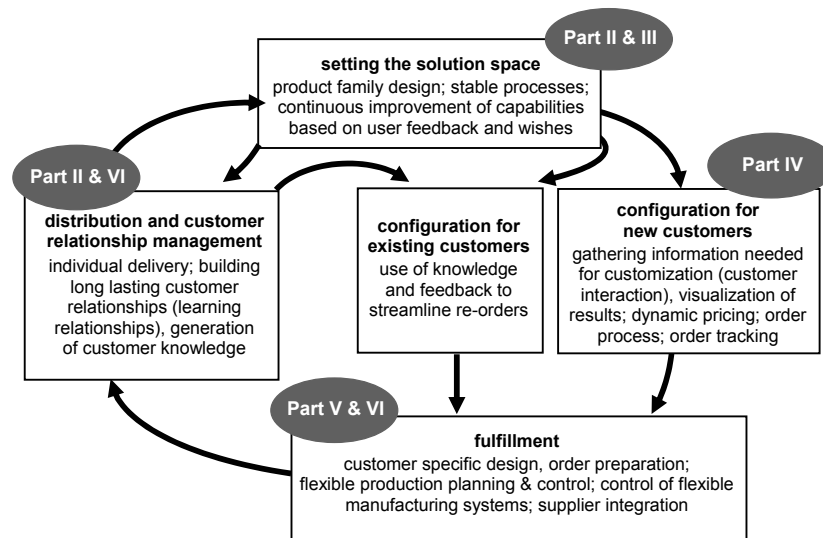 Part II & III
setting the solution space
product family design; stable processes;
continuous improvement of capabilities
based on user feedback and wishes
Part II & VI
distribution and customer
relationship management
individual delivery; building
long lasting customer
relationships (learning
relationships), generation
of customer knowledge
configuration for
existing customers
use of knowledge
and feedback to
streamline re-orders
Part IV
configuration for
new customers
gathering information needed
for customization (customer
interaction), visualization of
results; dynamic pricing; order
process; order tracking
Part V & VI
fulfillment
customer specific design, order preparation;
flexible production planning & control; control of flexible
manufacturing systems; supplier integration